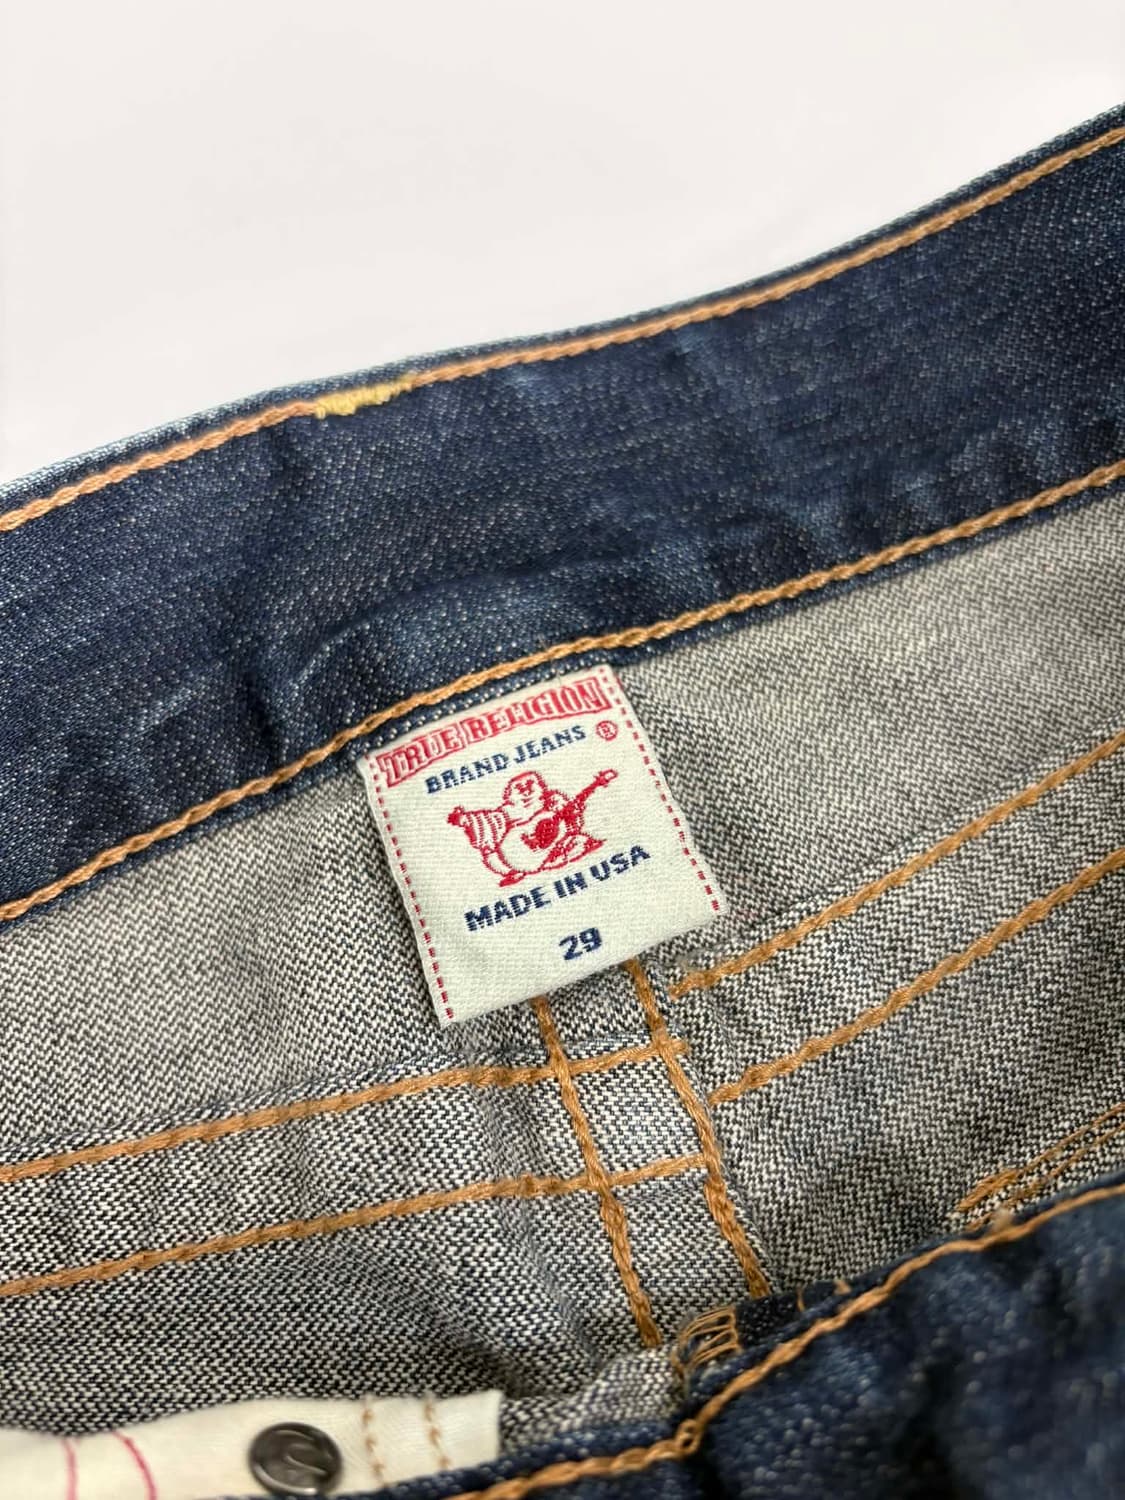 TRUE RELIGION
BRAND JEANS ®
MADE IN USA
29